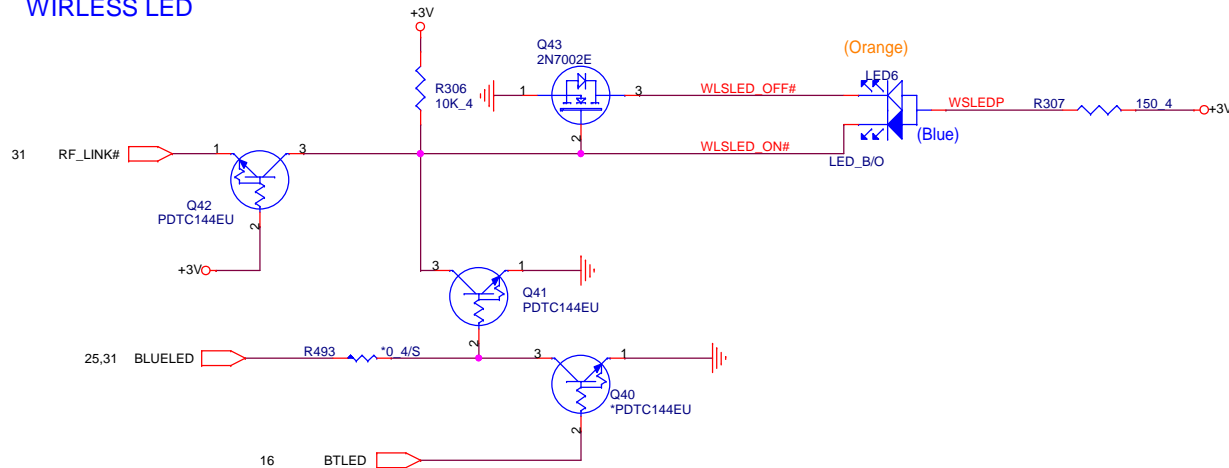 WIRLESS LED
+3V
Q43
2N7002E
(Orange)
LED6
R306
10K_4
1
3
WLSLED_OFF#
WSLEDP
R307
150_4
+3V
2
(Blue)
31
RF_LINK#
1
3
WLSLED_ON#
LED_B/O
Q42
PDTC144EU
2
+3V
3
1
Q41
PDTC144EU
2
25,31
BLUELED
R493
*0_4/S
3
1
Q40
*PDTC144EU
2
16
BTLED